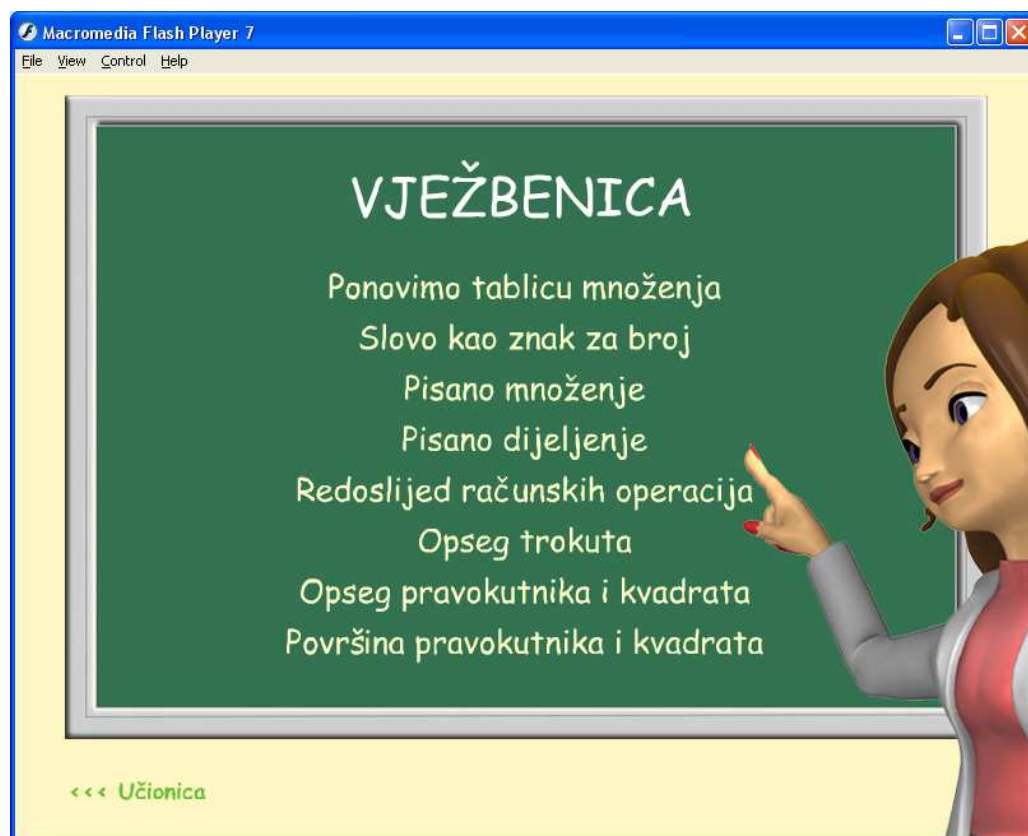 Macromedia Flash Player 7
File View Control Help
VJEŽBENICA
Ponovimo tablicu množenja
Slovo kao znak za broj
Pisano množenje
Pisano dijeljenje
Redoslijed računskih operacija
Opseg trokuta
Opseg pravokutnika i kvadrata
Površina pravokutnika i kvadrata
<<< Učionica